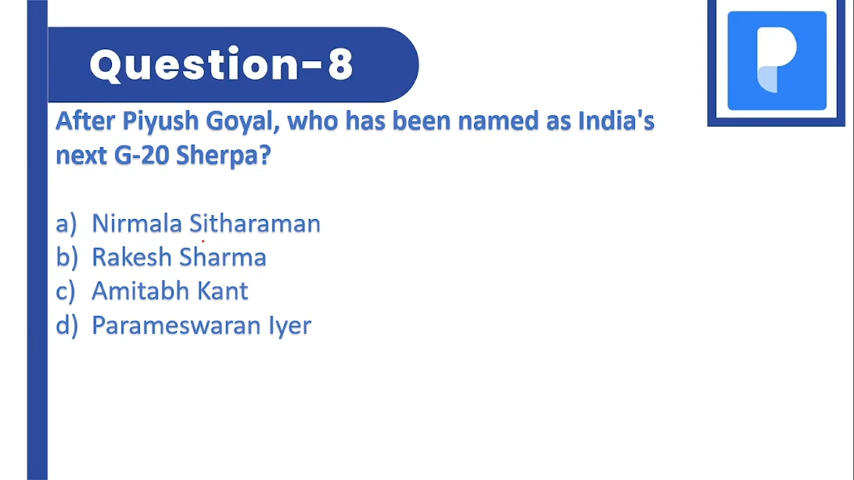 Question-8
After Piyush Goyal, who has been named as India's
next G-20 Sherpa?
a) Nirmala Sitharaman
b) Rakesh Sharma
c) Amitabh Kant
d) Parameswaran Iyer